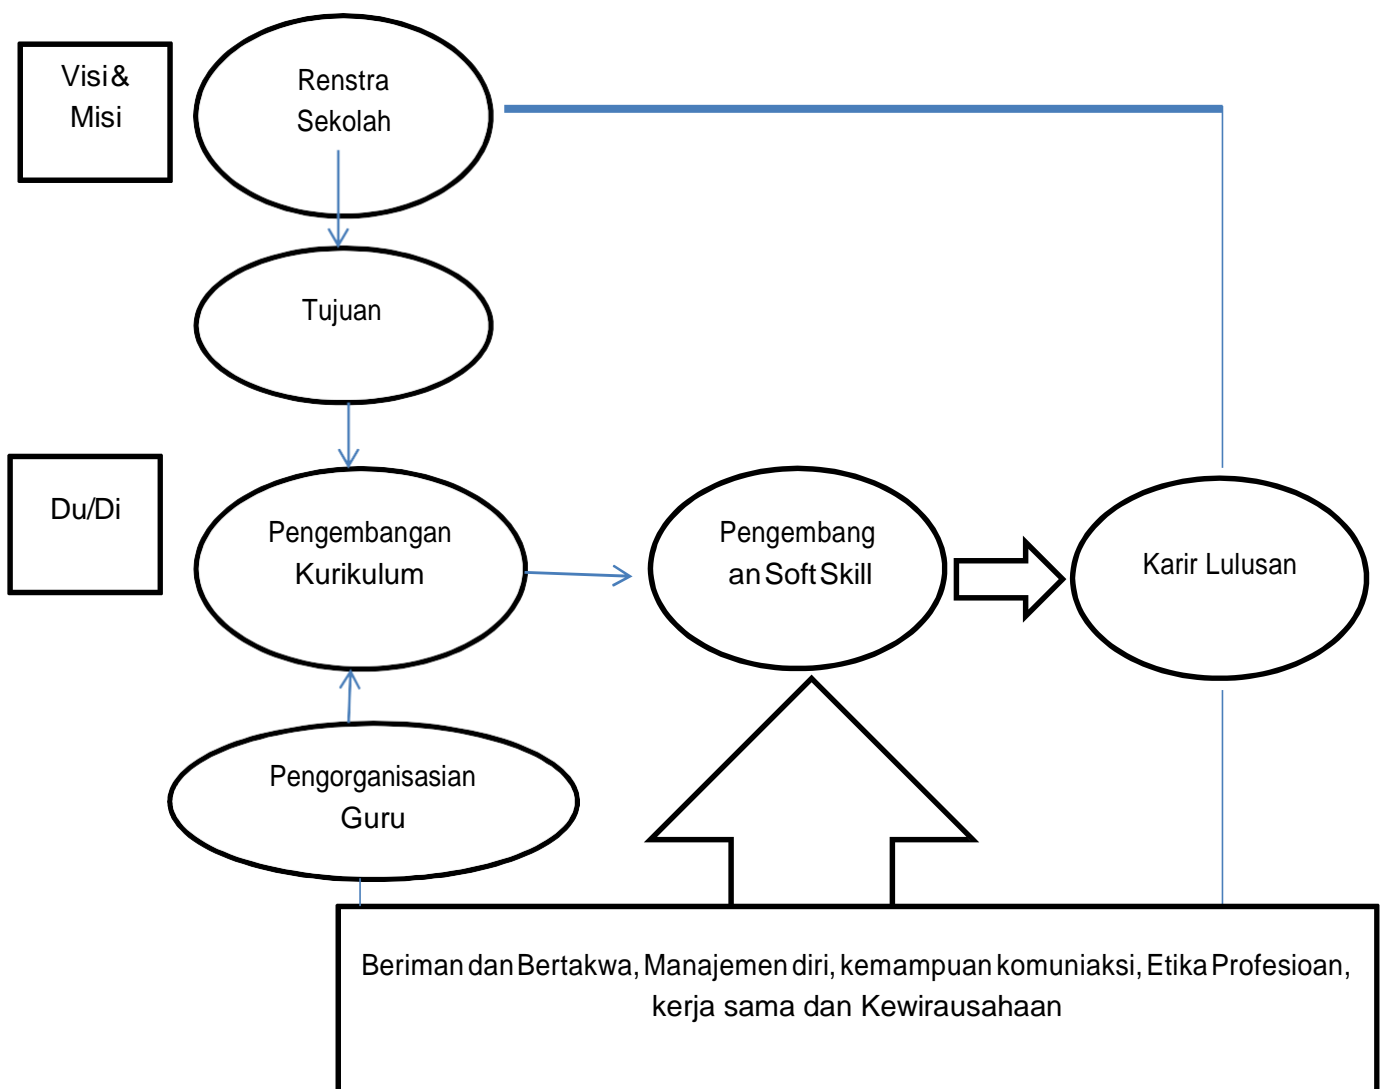 Visi &
Misi
Renstra
Sekolah
Tujuan
Du/Di
Pengembangan
Kurikulum
Pengembang
an Soft Skill
Karir Lulusan
Pengorganisasian
Guru
Beriman dan Bertakwa, Manajemen diri, kemampuan komuniaksi, Etika Profesioan,
kerja sama dan Kewirausahaan